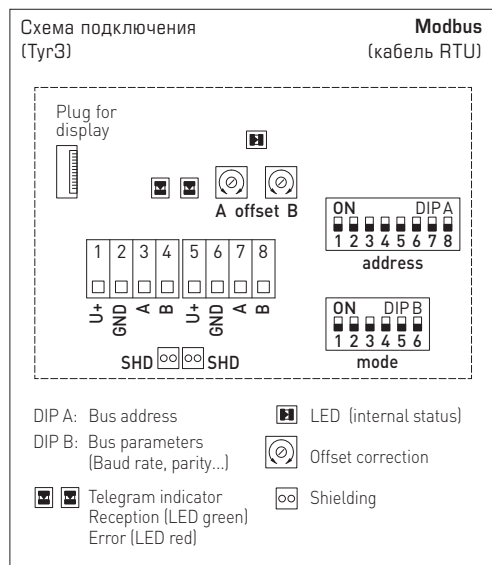 Схема подключения
(Tyr3)
Modbus
(кабель RTU)
Plug for
display
A offset B
ON DIP A
1 2 3 4 5 6 7 8
address
1 2 3 4 5 6 7 8
U+ GND A B U+ GND A B
ON DIP B
1 2 3 4 5 6
mode
SHD SHD
DIP A: Bus address
DIP B: Bus parameters
(Baud rate, parity...)
Telegram indicator
Reception (LED green)
Error (LED red)
LED (internal status)
Offset correction
Shielding